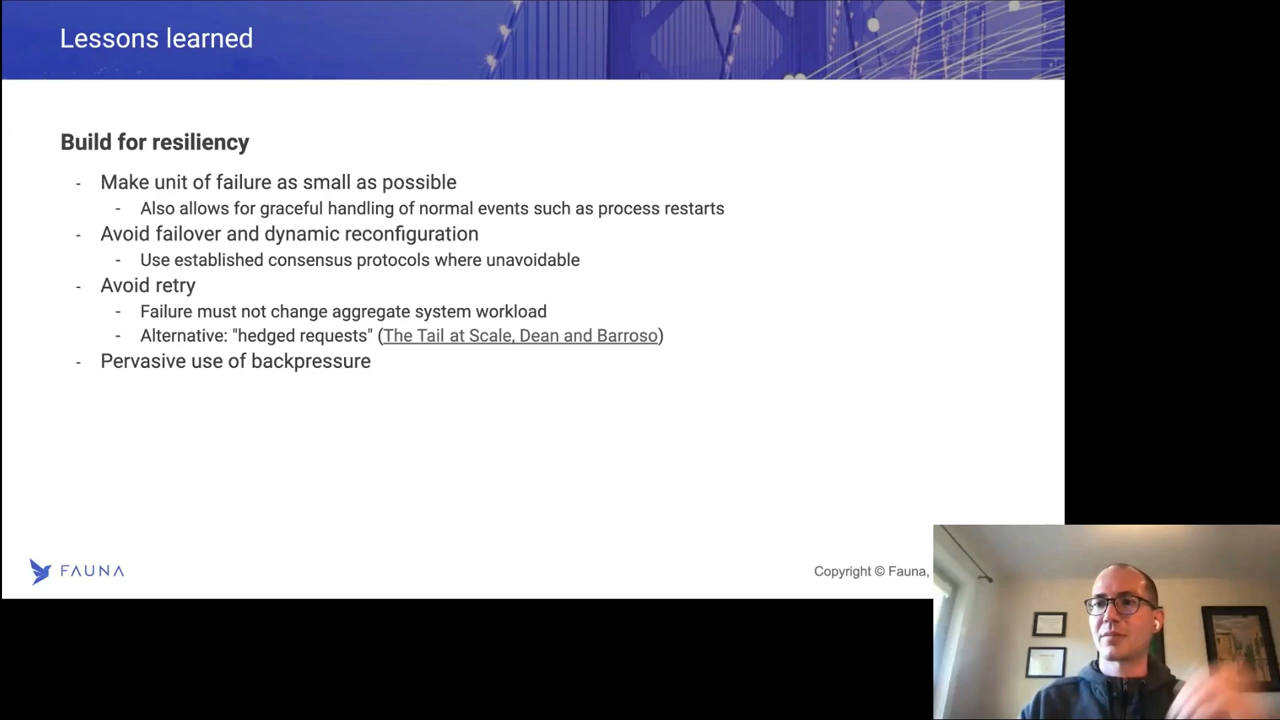 Lessons learned
Build for resiliency
- Make unit of failure as small as possible
- Also allows for graceful handling of normal events such as process restarts
- Avoid failover and dynamic reconfiguration
- Use established consensus protocols where unavoidable
- Avoid retry
- Failure must not change aggregate system workload
- Alternative: "hedged requests" (The Tail at Scale, Dean and Barroso)
- Pervasive use of backpressure
FAUNA
Copyright © Fauna,